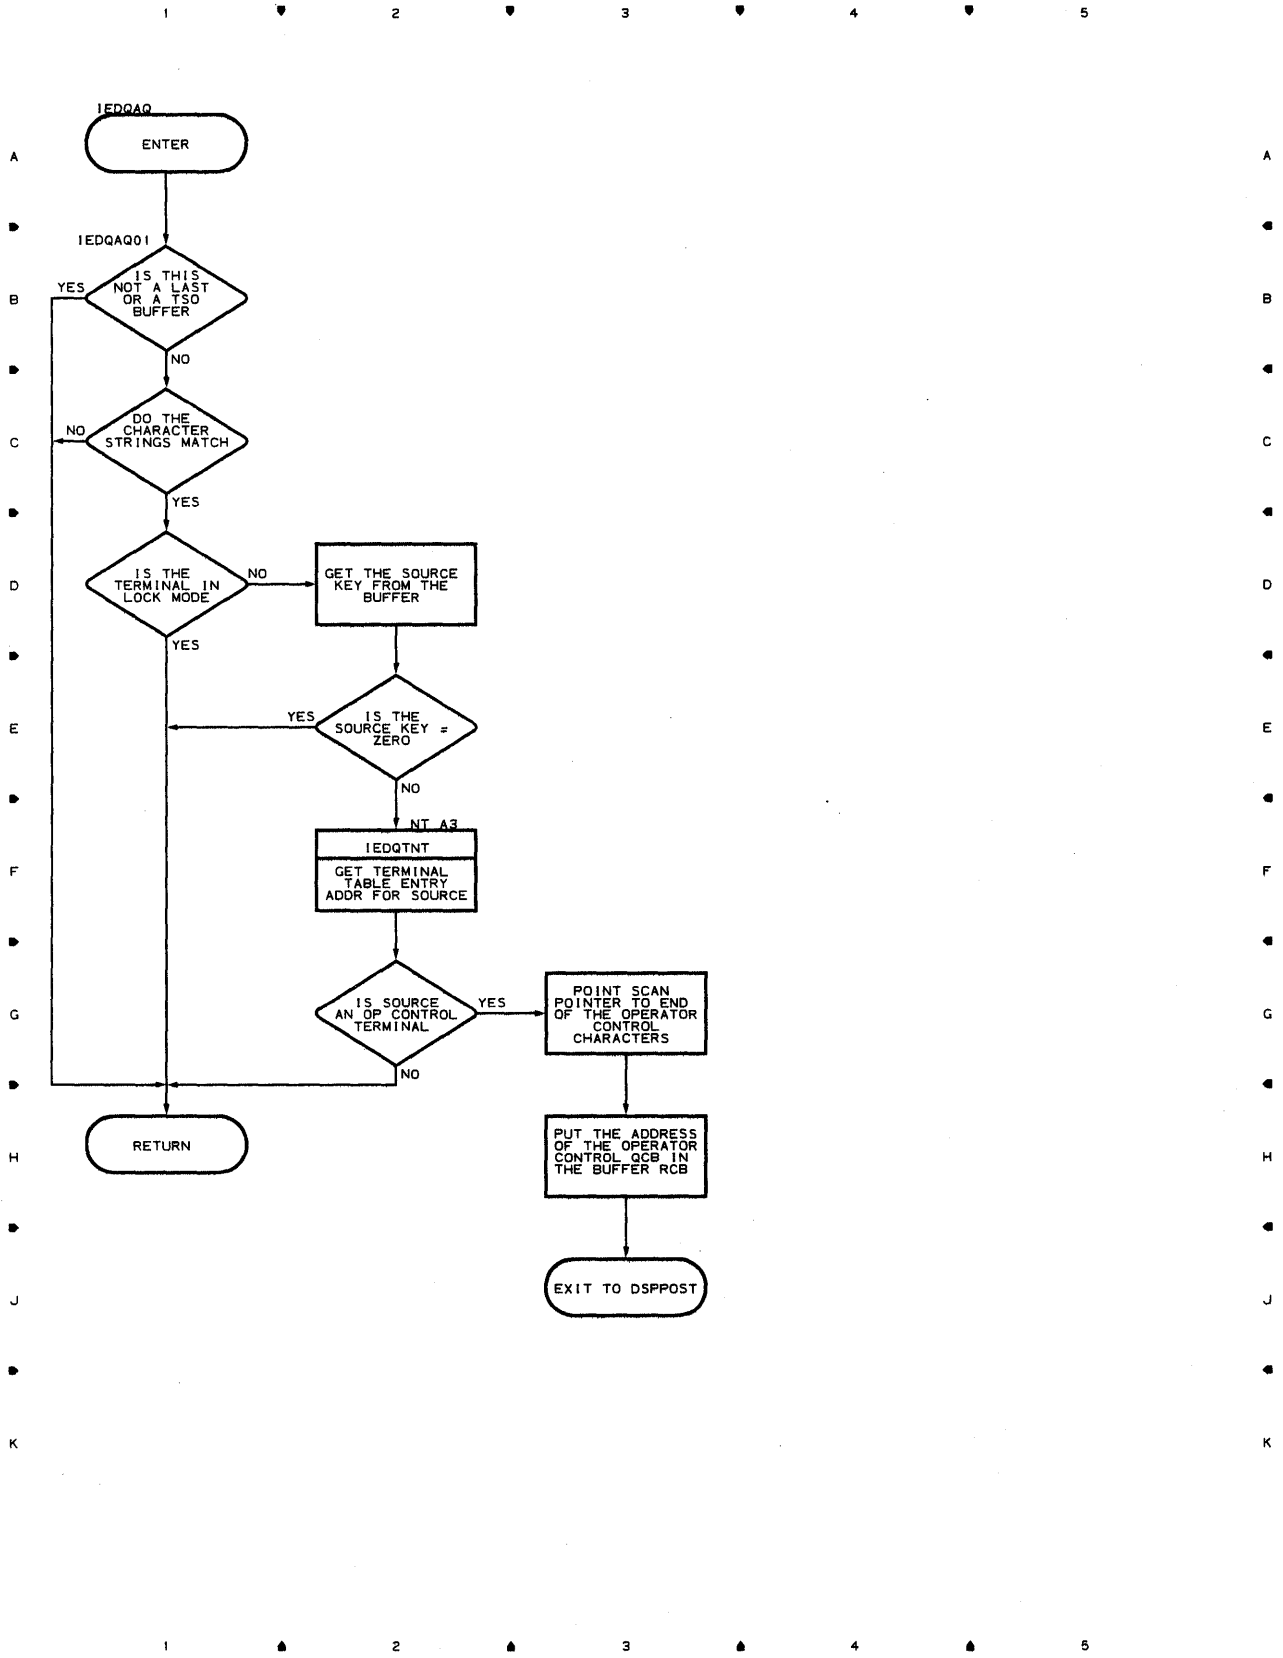 1 2 3 4 5
IEDQAQ
ENTER
A A
IEDQAQ01
IS THIS
NOT A LAST
OR A TSO
BUFFER
YES
B B
NO
DO THE
CHARACTER
STRINGS MATCH
NO
C C
YES
IS THE
TERMINAL IN
LOCK MODE
NO
GET THE SOURCE
KEY FROM THE
BUFFER
D D
YES
IS THE
SOURCE KEY =
ZERO
YES
E E
NO
NT A3
IEDQTNT
GET TERMINAL
TABLE ENTRY
ADDR FOR SOURCE
F F
IS SOURCE
AN OP CONTROL
TERMINAL
YES
POINT SCAN
POINTER TO END
OF THE OPERATOR
CONTROL
CHARACTERS
G G
NO
RETURN
PUT THE ADDRESS
OF THE OPERATOR
CONTROL QCB IN
THE BUFFER RCB
H H
EXIT TO DSPPOST
J J
K K
1 2 3 4 5